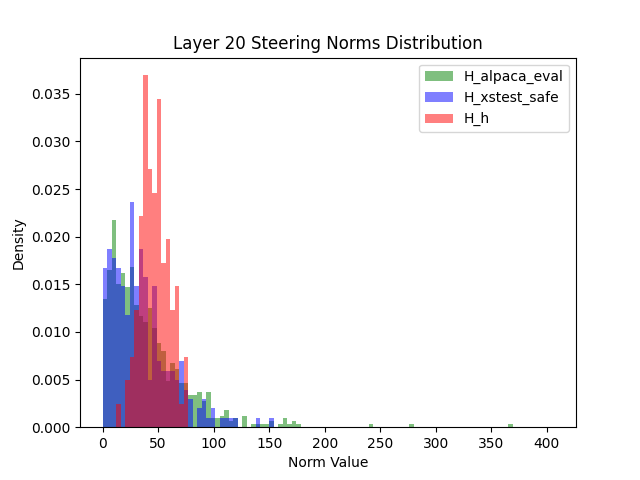 Layer 20 Steering Norms Distribution
H_alpaca_eval
H_xstest_safe
H_h
0.035
0.030
0.025
0.020
0.015
0.010
0.005
0.000
Density
0
50
100
150
200
250
300
350
400
Norm Value